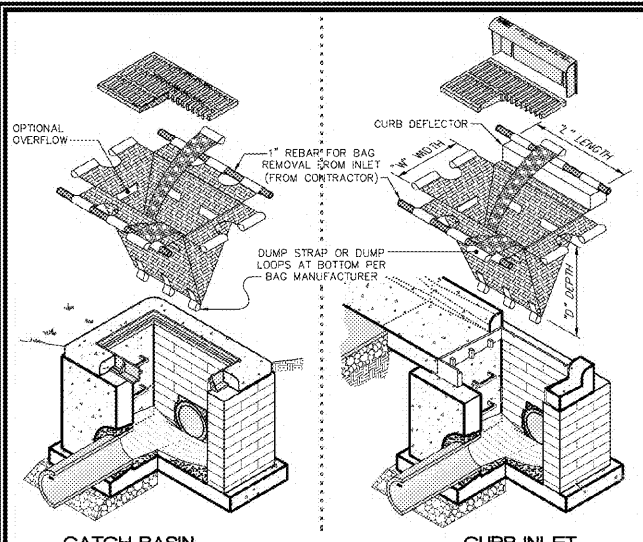 OPTIONAL
OVERFLOW
1" REBAR FOR BAG
REMOVAL FROM INLET
(FROM CONTRACTOR)
DUMP STRAP OR DUMP
LOOPS AT BOTTOM PER
BAG MANUFACTURER
CURB DEFLECTOR
"L" LENGTH
"W" WIDTH
"D" DEPTH
CATCH BASIN
CURB INLET